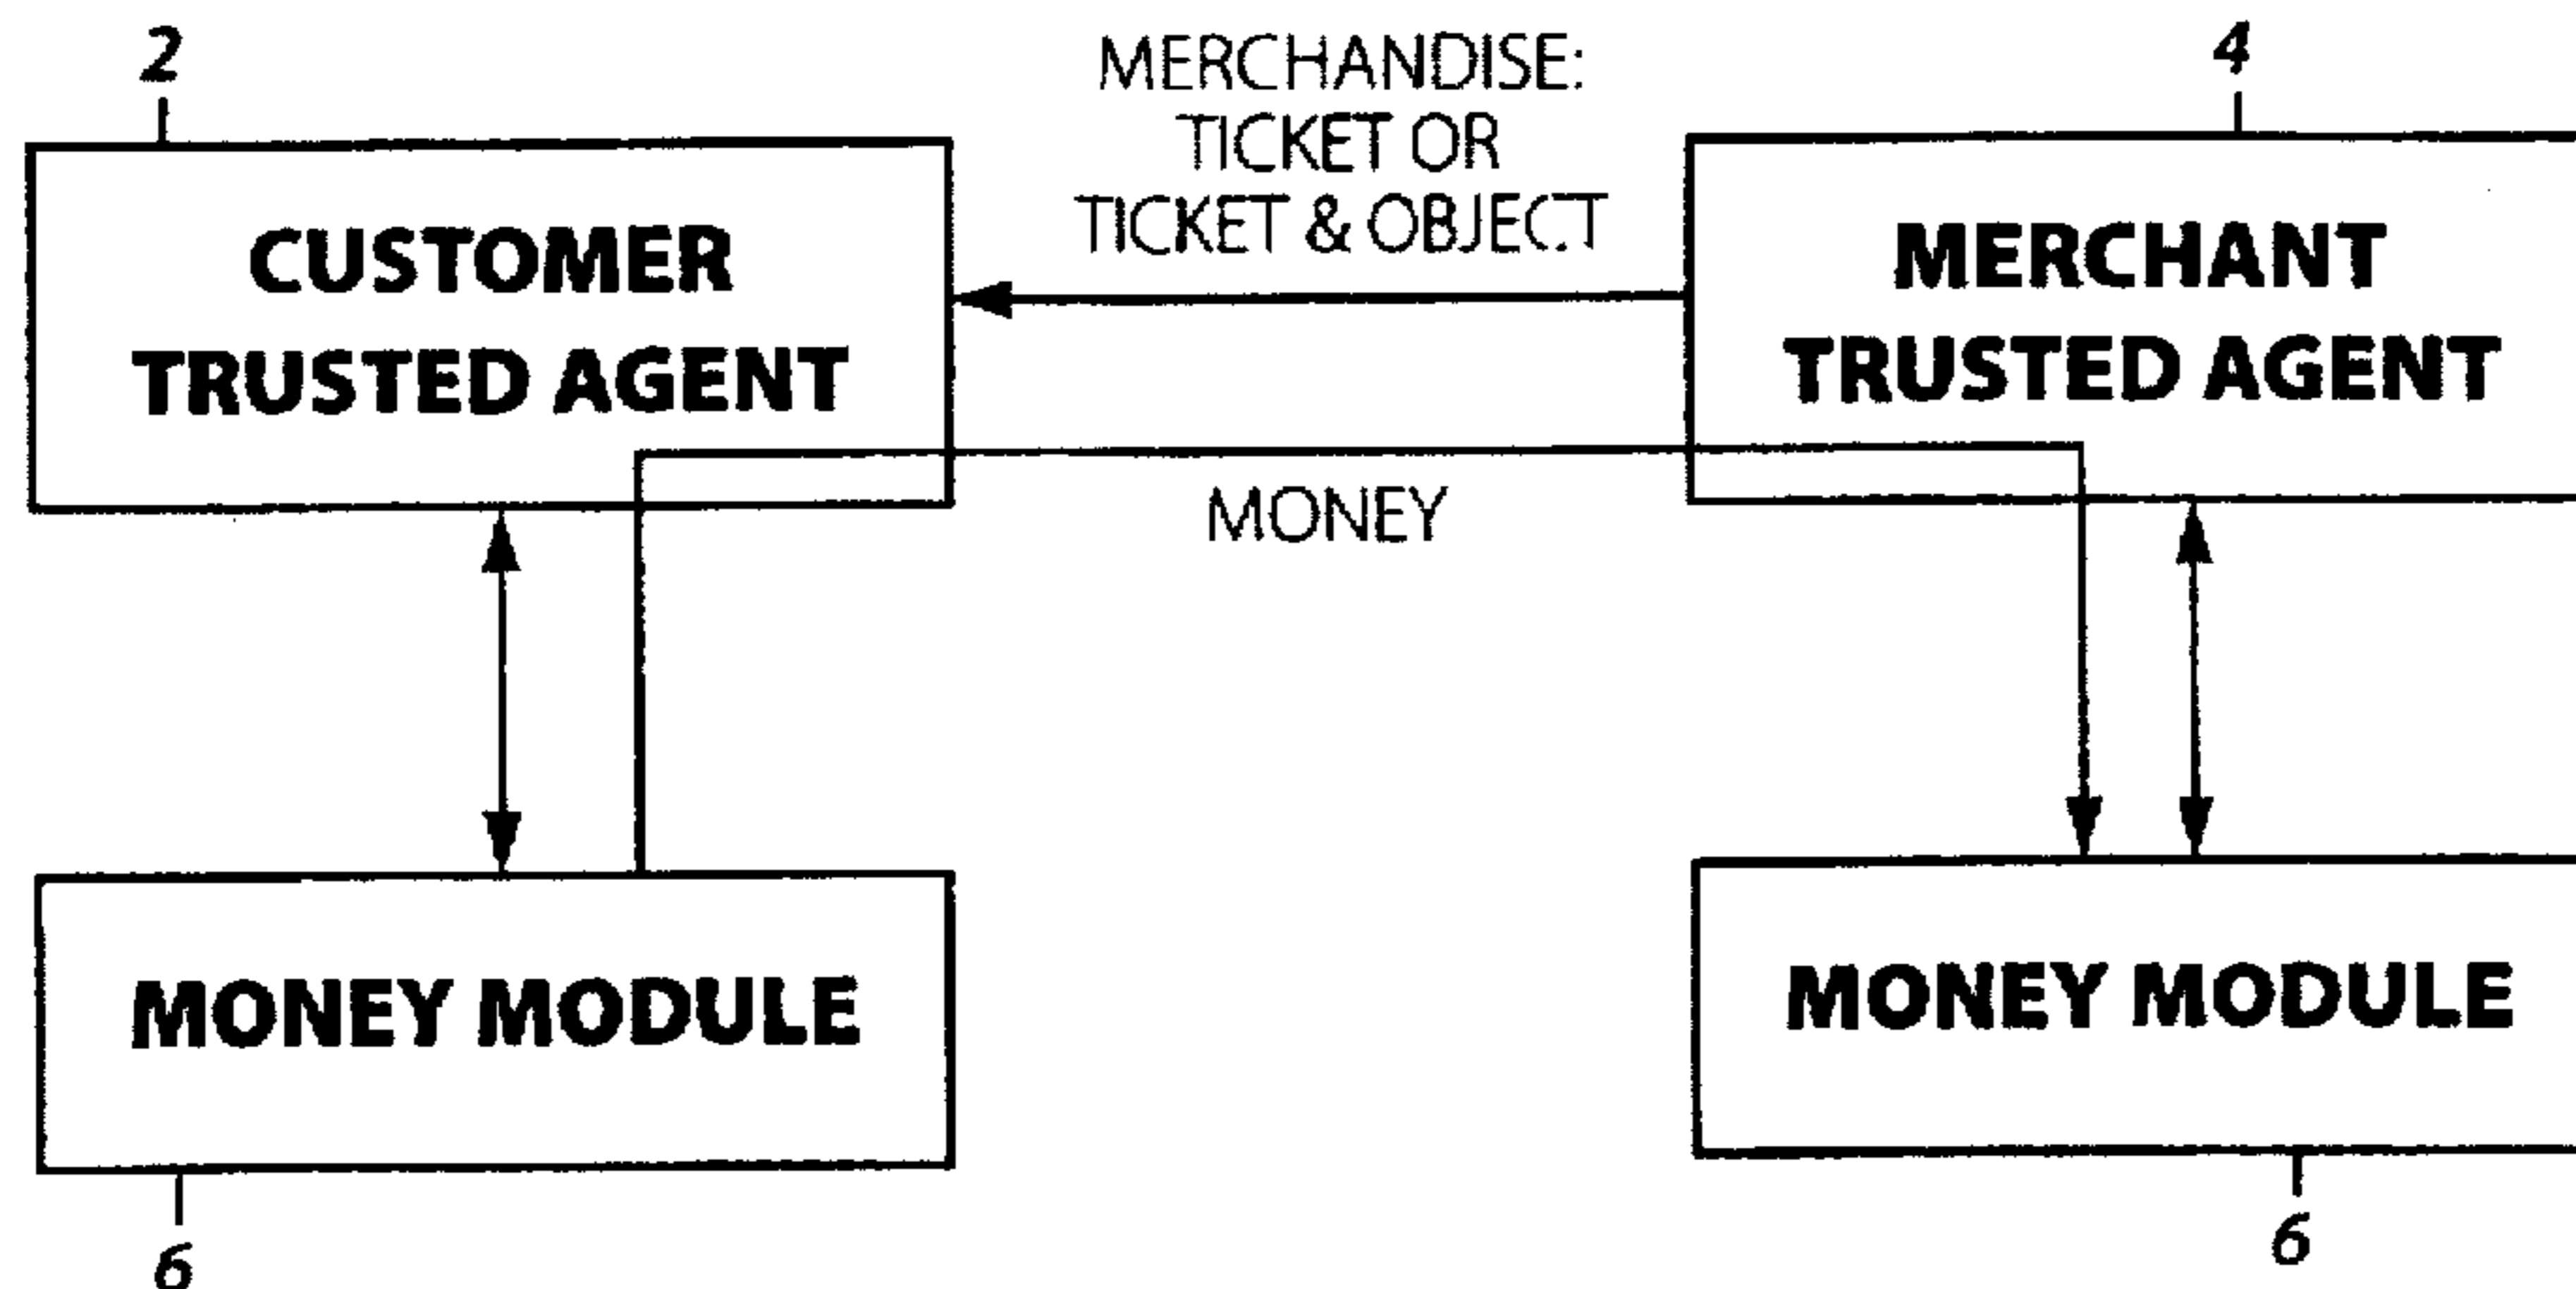 2
4
MERCHANDISE:
TICKET OR
TICKET & OBJECT
CUSTOMER
TRUSTED AGENT
MERCHANT
TRUSTED AGENT
MONEY
MONEY MODULE
MONEY MODULE
6
6